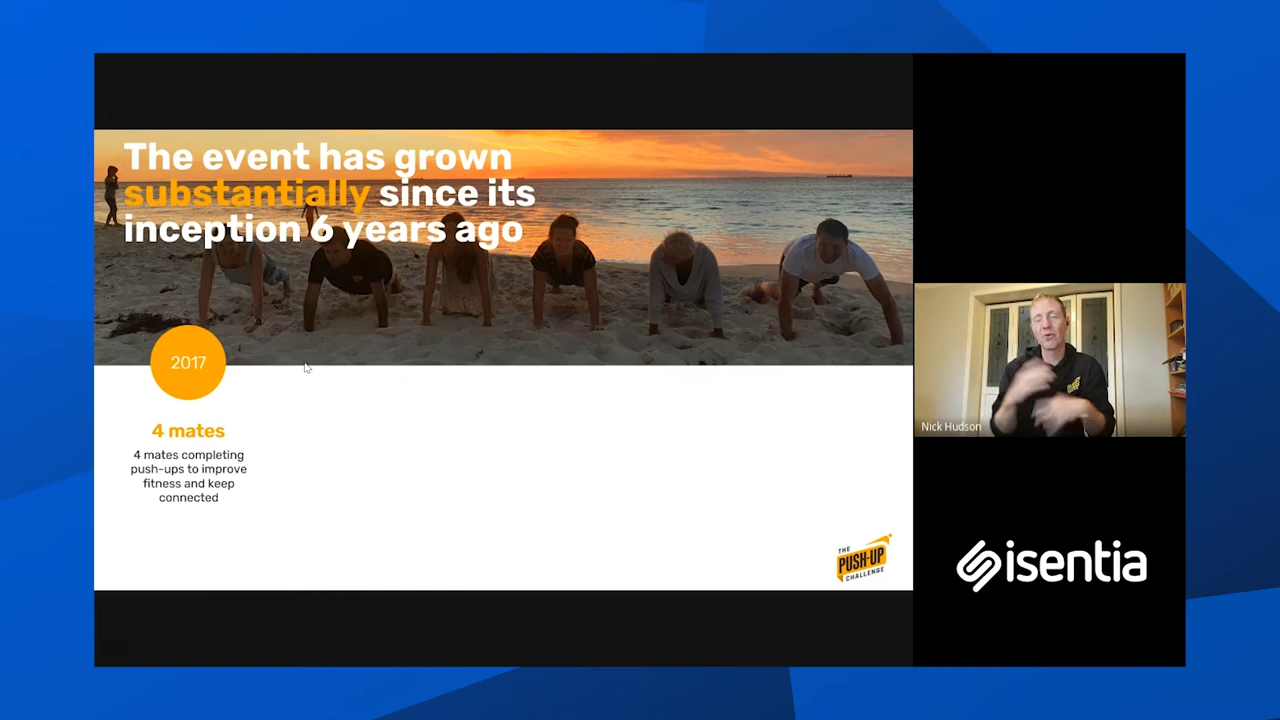 The event has grown
substantially since its
inception 6 years ago
2017
4 mates
4 mates completing
push-ups to improve
fitness and keep
connected
THE
PUSH-UP
CHALLENGE
Nick Hudson
isentia